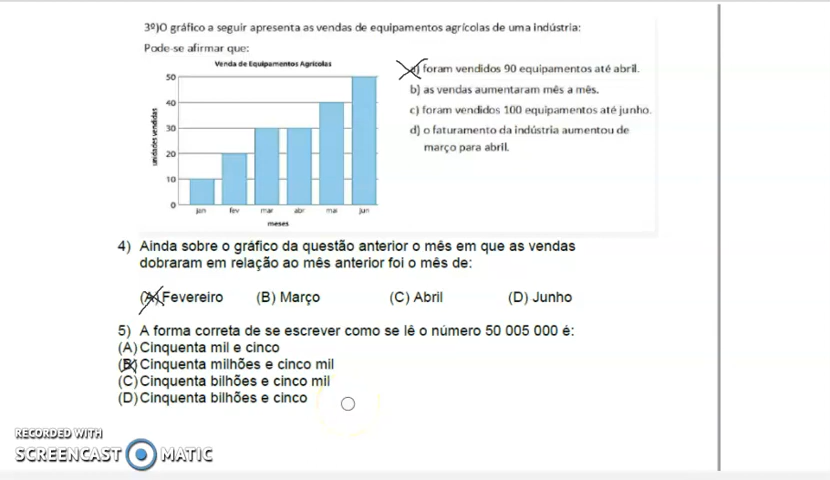 3º)O gráfico a seguir apresenta as vendas de equipamentos agrícolas de uma indústria:
Pode-se afirmar que:
Venda de Equipamentos Agrícolas
50
40
30
20
10
0
unidades vendidas
jan fev mar abr mai jun
meses
a) foram vendidos 90 equipamentos até abril.
b) as vendas aumentaram mês a mês.
c) foram vendidos 100 equipamentos até junho.
d) o faturamento da indústria aumentou de
março para abril.
4) Ainda sobre o gráfico da questão anterior o mês em que as vendas
dobraram em relação ao mês anterior foi o mês de:
(A) Fevereiro (B) Março (C) Abril (D) Junho
5) A forma correta de se escrever como se lê o número 50 005 000 é:
(A) Cinquenta mil e cinco
(B) Cinquenta milhões e cinco mil
(C) Cinquenta bilhões e cinco mil
(D) Cinquenta bilhões e cinco
RECORDED WITH
SCREENCAST MATIC